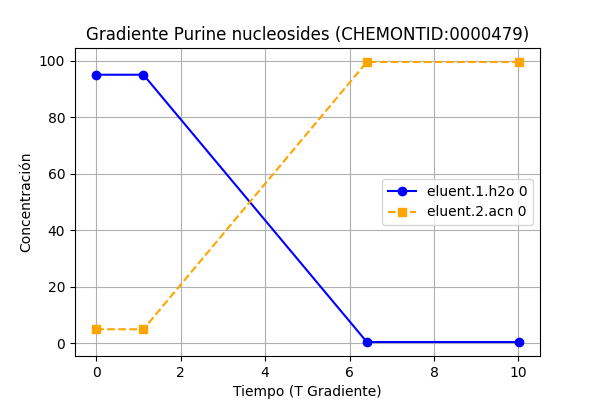 Gradiente Purine nucleosides (CHEMONTID:0000479)
100
80
60
40
20
0
Concentración
eluent.1.h2o 0
eluent.2.acn 0
0 2 4 6 8 10
Tiempo (T Gradiente)